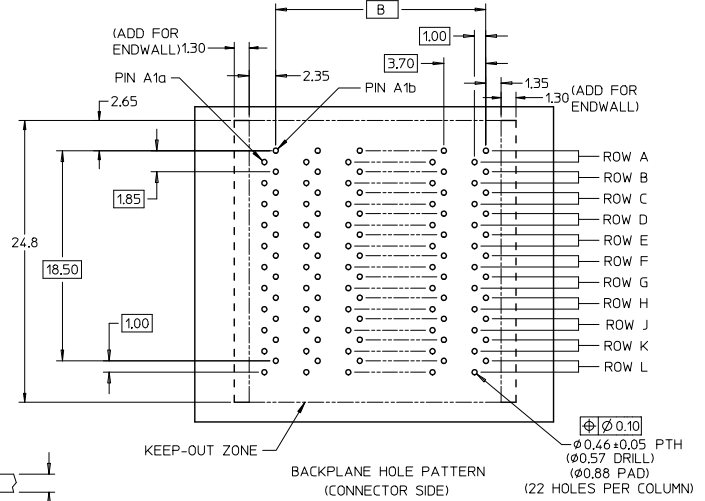 B
(ADD FOR
ENDWALL) 1.30
1.00
3.70
PIN A1a
2.35
PIN A1b
1.35
(ADD FOR
1.30 ENDWALL)
2.65
ROW A
1.85
ROW B
ROW C
ROW D
24.8
ROW E
18.50
ROW F
ROW G
ROW H
1.00
ROW J
ROW K
ROW L
⌖ Ø 0.10
KEEP-OUT ZONE
Ø0.46±0.05 PTH
(Ø0.57 DRILL)
(Ø0.88 PAD)
(22 HOLES PER COLUMN)
BACKPLANE HOLE PATTERN
(CONNECTOR SIDE)